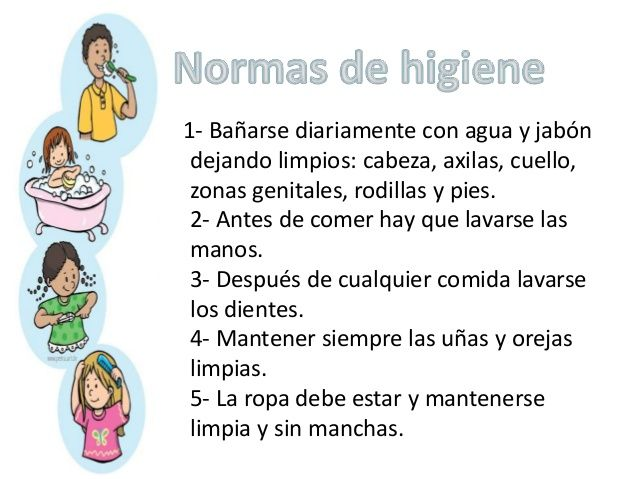 Normas de higiene
1- Bañarse diariamente con agua y jabón
dejando limpios: cabeza, axilas, cuello,
zonas genitales, rodillas y pies.
2- Antes de comer hay que lavarse las
manos.
3- Después de cualquier comida lavarse
los dientes.
4- Mantener siempre las uñas y orejas
limpias.
5- La ropa debe estar y mantenerse
limpia y sin manchas.